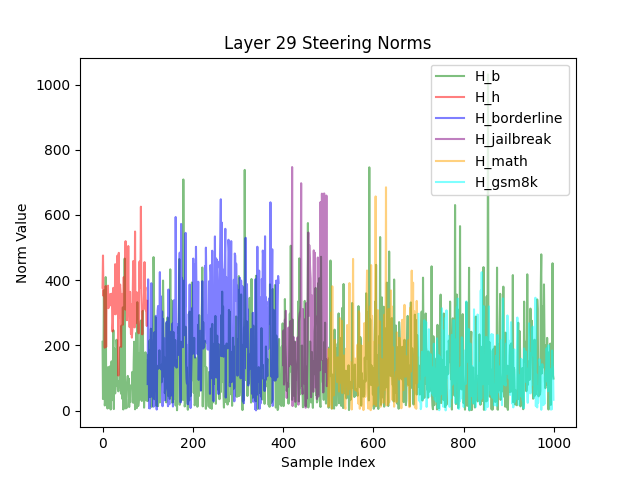 Layer 29 Steering Norms
Norm Value
1000
800
600
400
200
0
0
200
400
600
800
1000
Sample Index
H_b
H_h
H_borderline
H_jailbreak
H_math
H_gsm8k